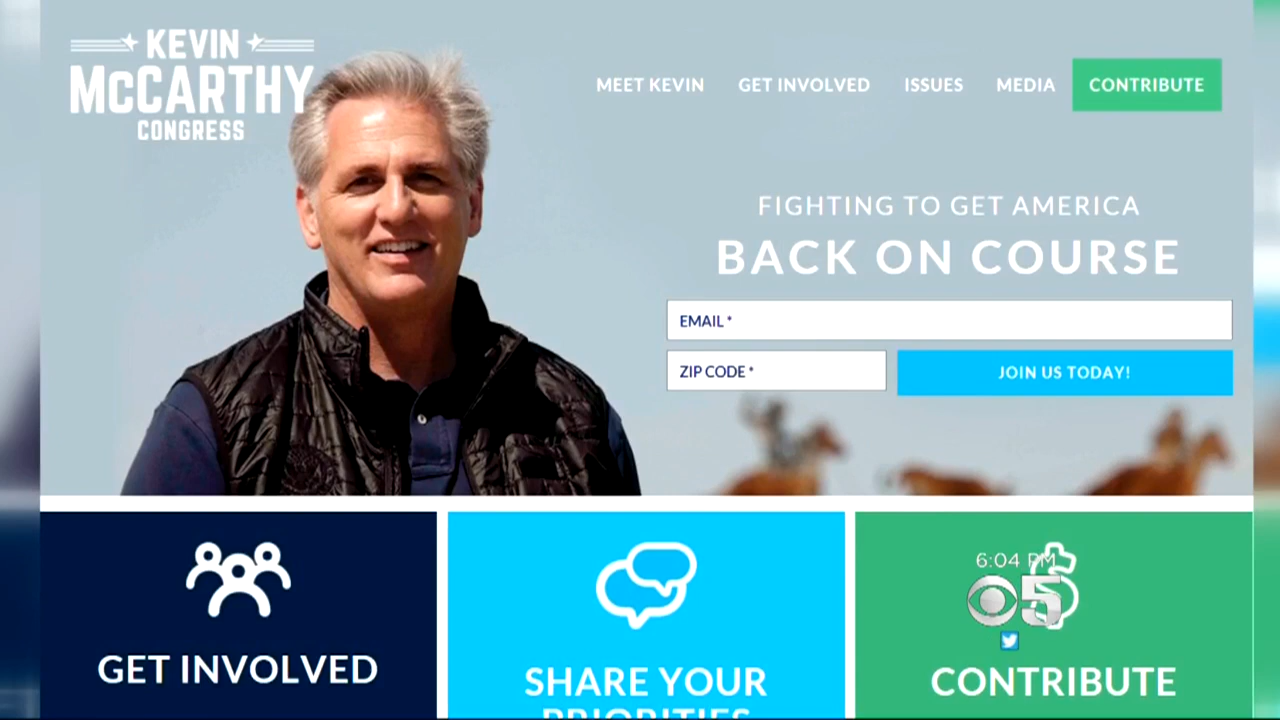 KEVIN
McCARTHY
CONGRESS
MEET KEVIN GET INVOLVED ISSUES MEDIA CONTRIBUTE
FIGHTING TO GET AMERICA
BACK ON COURSE
EMAIL *
ZIP CODE *
JOIN US TODAY!
GET INVOLVED
SHARE YOUR
PRIORITIES
6:04 PM
5
CONTRIBUTE